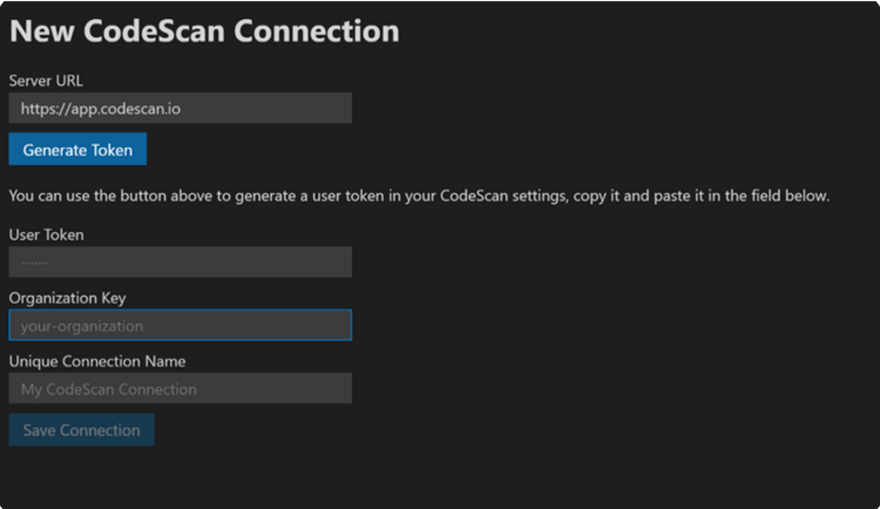 New CodeScan Connection
Server URL
https://app.codescan.io
Generate Token
You can use the button above to generate a user token in your CodeScan settings, copy it and paste it in the field below.
User Token
········
Organization Key
your-organization
Unique Connection Name
My CodeScan Connection
Save Connection